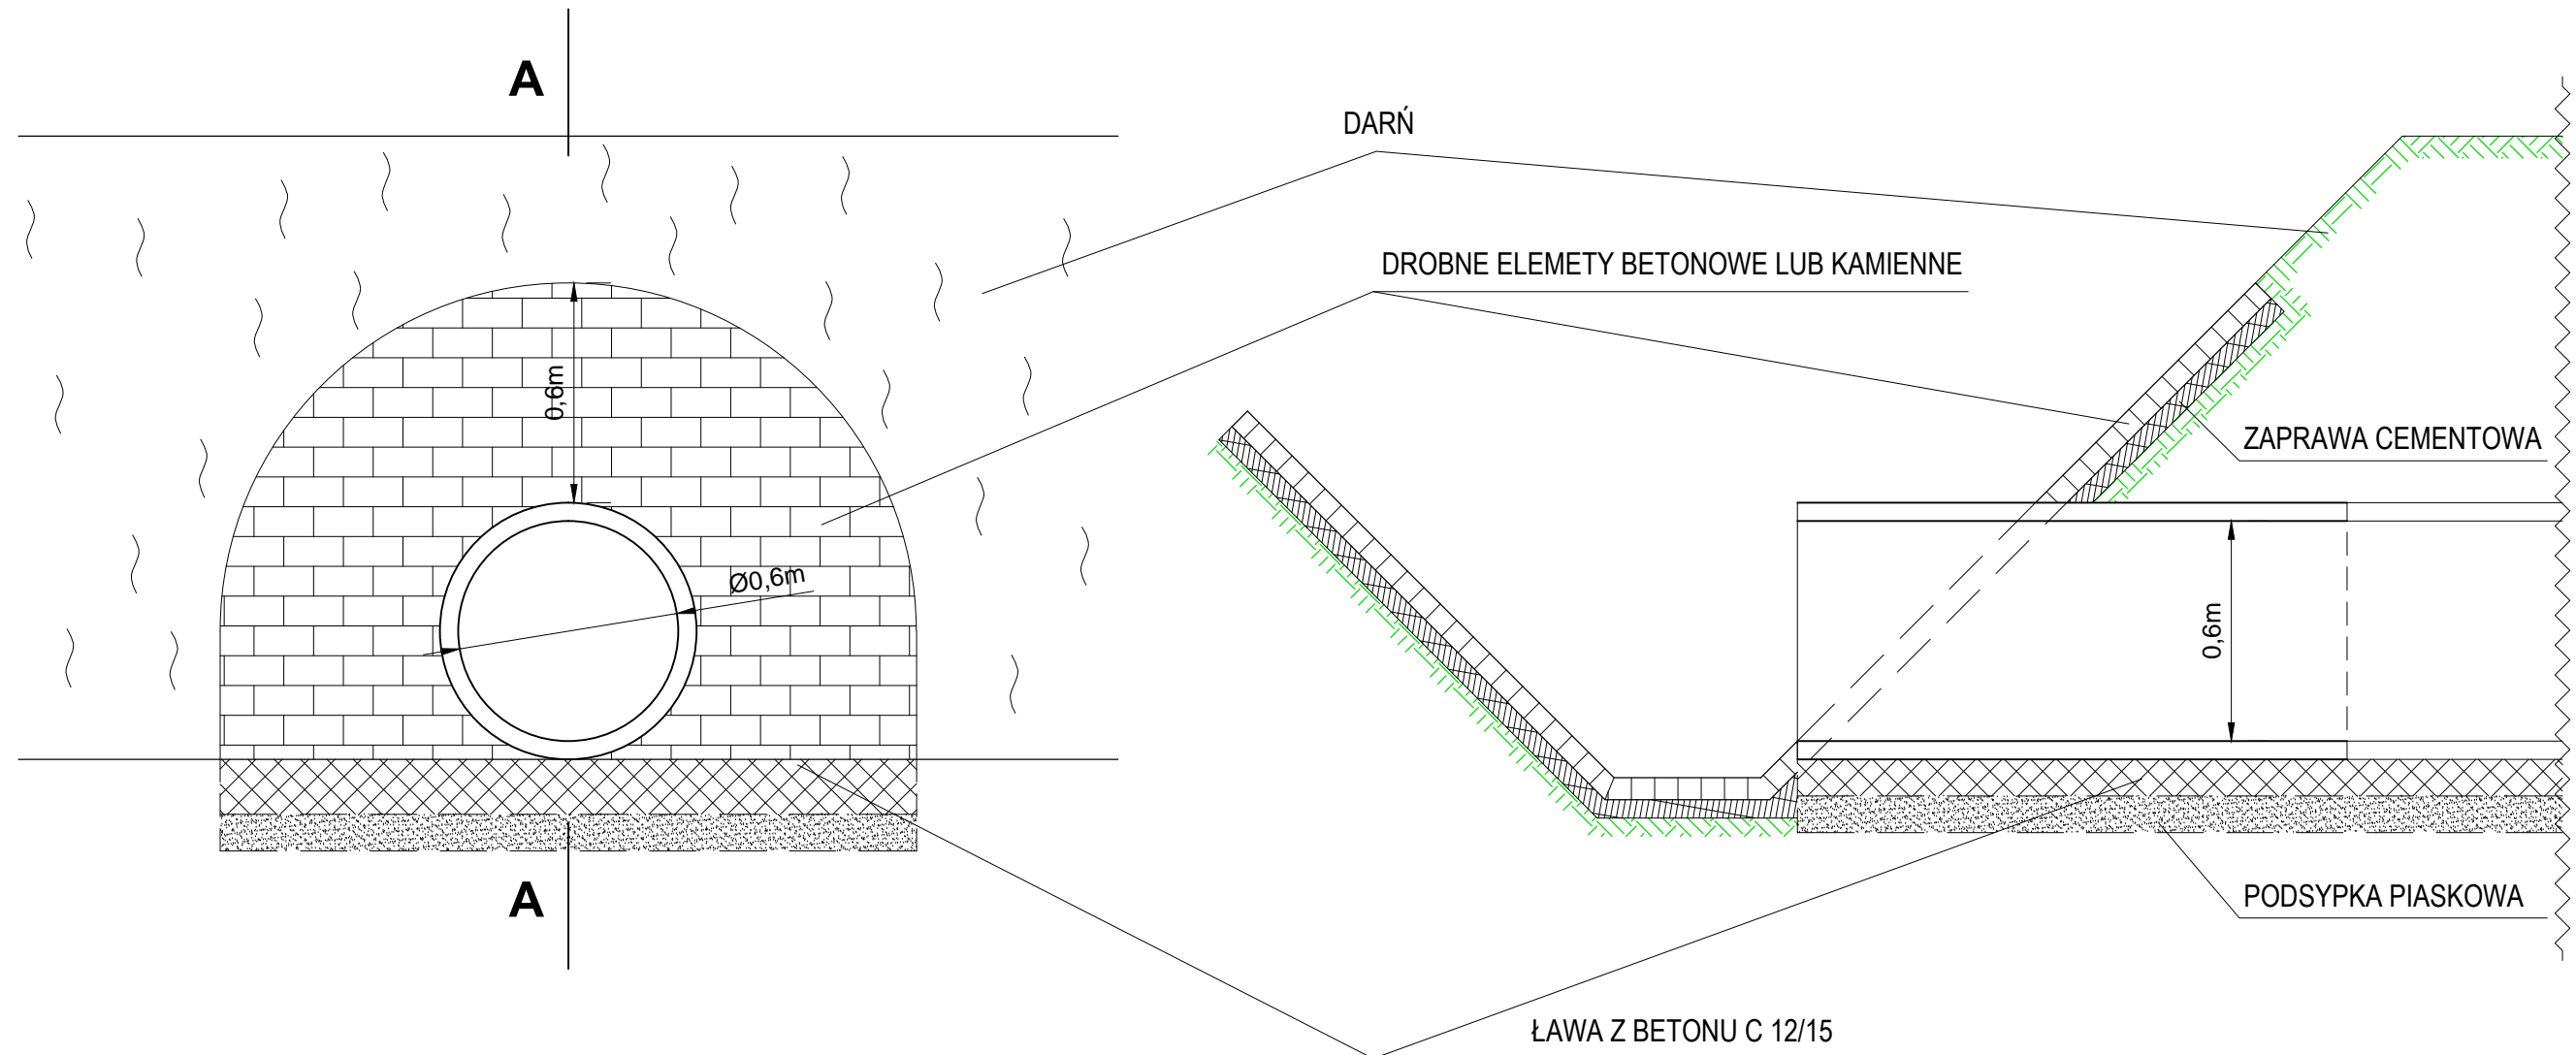 A
DARŃ
DROBNE ELEMETY BETONOWE LUB KAMIENNE
0,6m
ZAPRAWA CEMENTOWA
Ø0,6m
0,6m
A
PODSYPKA PIASKOWA
ŁAWA Z BETONU C 12/15